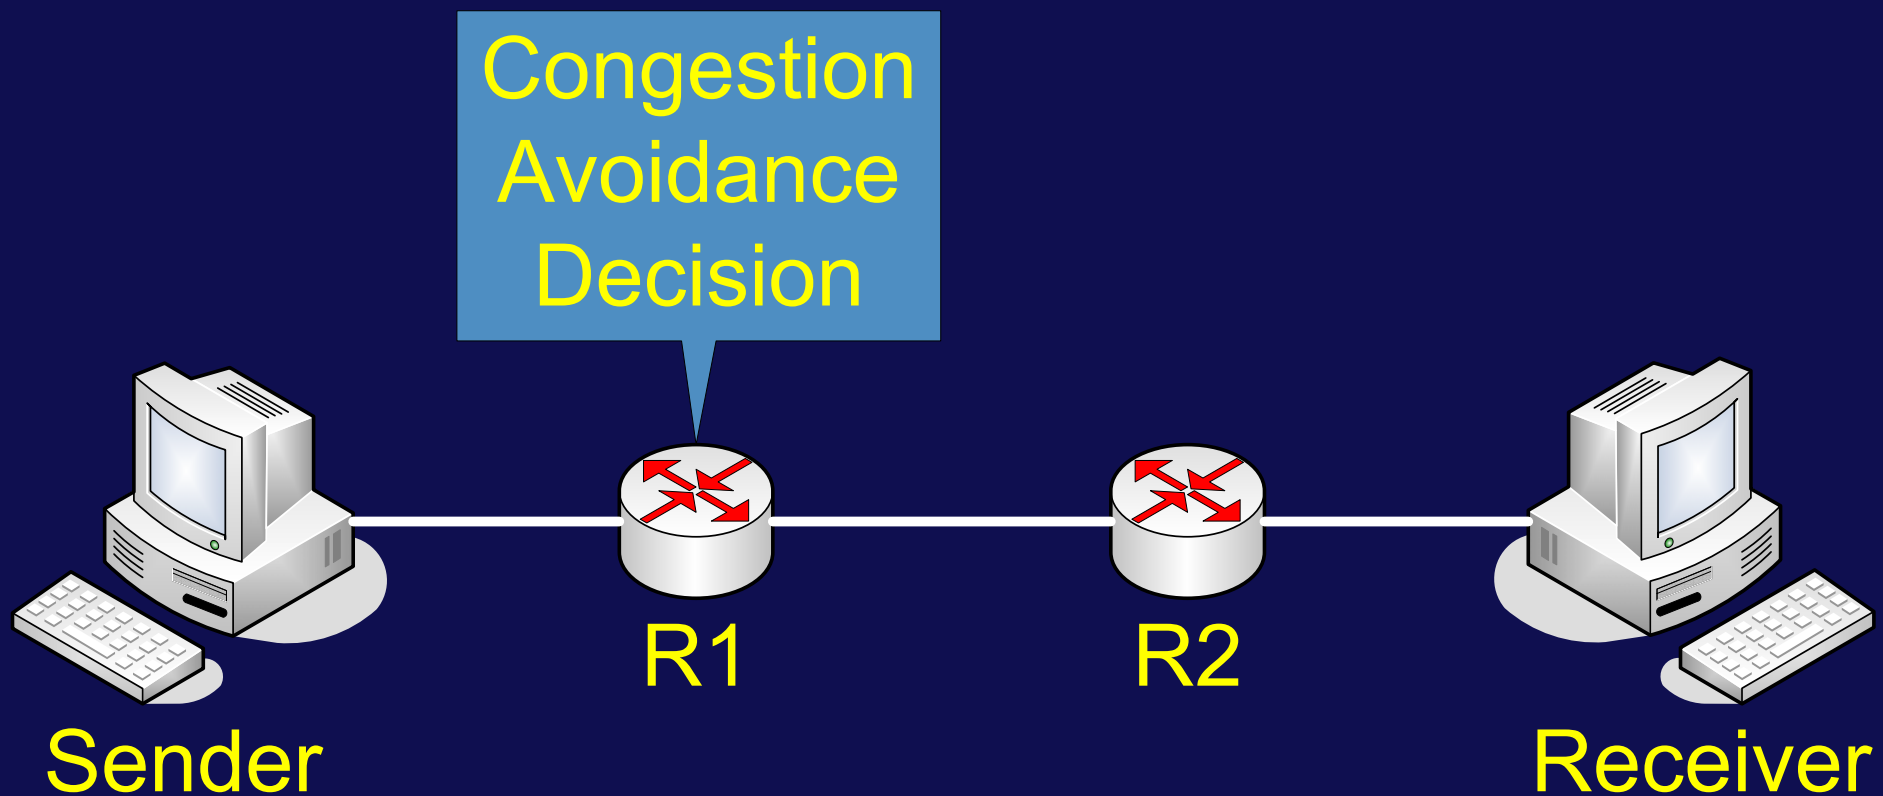 Congestion
Avoidance
Decision
R1
R2
Sender
Receiver